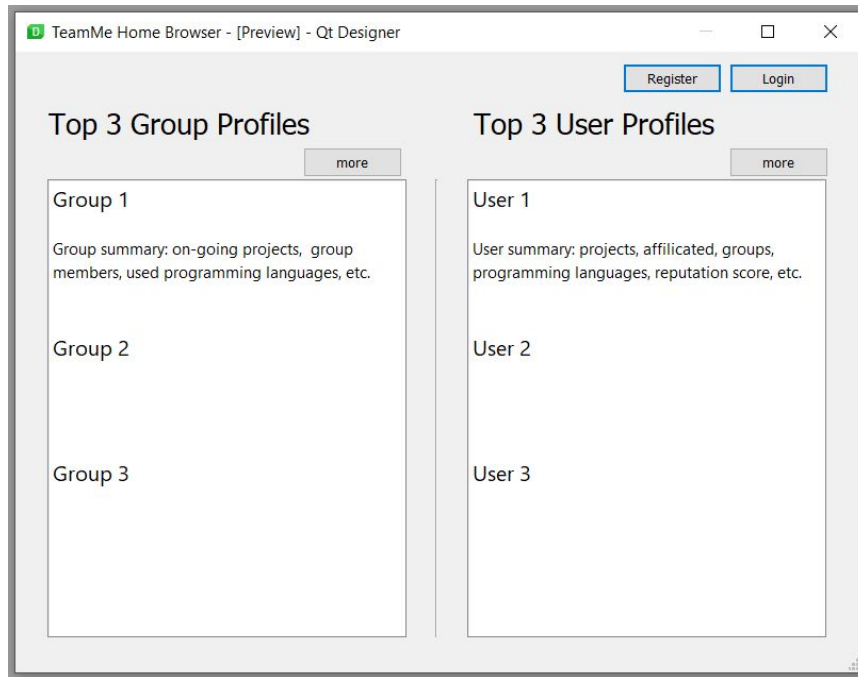 TeamMe Home Browser - [Preview] - Qt Designer
Register Login
Top 3 Group Profiles
more
Group 1
Group summary: on-going projects, group
members, used programming languages, etc.
Group 2
Group 3
Top 3 User Profiles
more
User 1
User summary: projects, affilicated, groups,
programming languages, reputation score, etc.
User 2
User 3